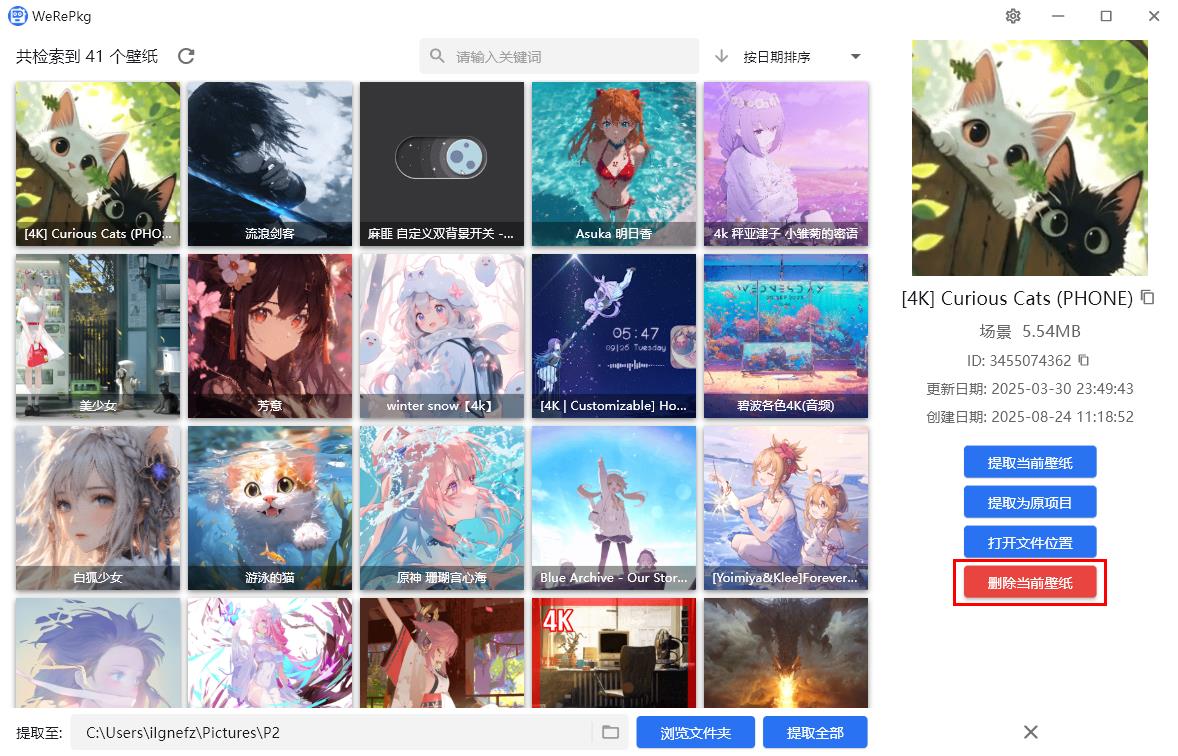 WeRePkg
共检索到 41 个壁纸
请输入关键词
按日期排序
[4K] Curious Cats (PHO...
流浪剑客
麻匪 自定义双背景开关 -...
Asuka 明日香
4k 秤亚津子 小雏菊的密语
美少女
芳意
winter snow【4k】
05:47
09|26 Tuesday
[4K | Customizable] Ho...
WEDNESDAY
碧波各色4K(音频)
白狐少女
游泳的猫
原神 珊瑚宫心海
Blue Archive - Our Stor...
[Yoimiya&Klee]Forever...
4K
提取至:
C:\Users\ilgnefz\Pictures\P2
浏览文件夹
提取全部
[4K] Curious Cats (PHONE)
场景 5.54MB
ID: 3455074362
更新日期: 2025-03-30 23:49:43
创建日期: 2025-08-24 11:18:52
提取当前壁纸
提取为原项目
打开文件位置
删除当前壁纸